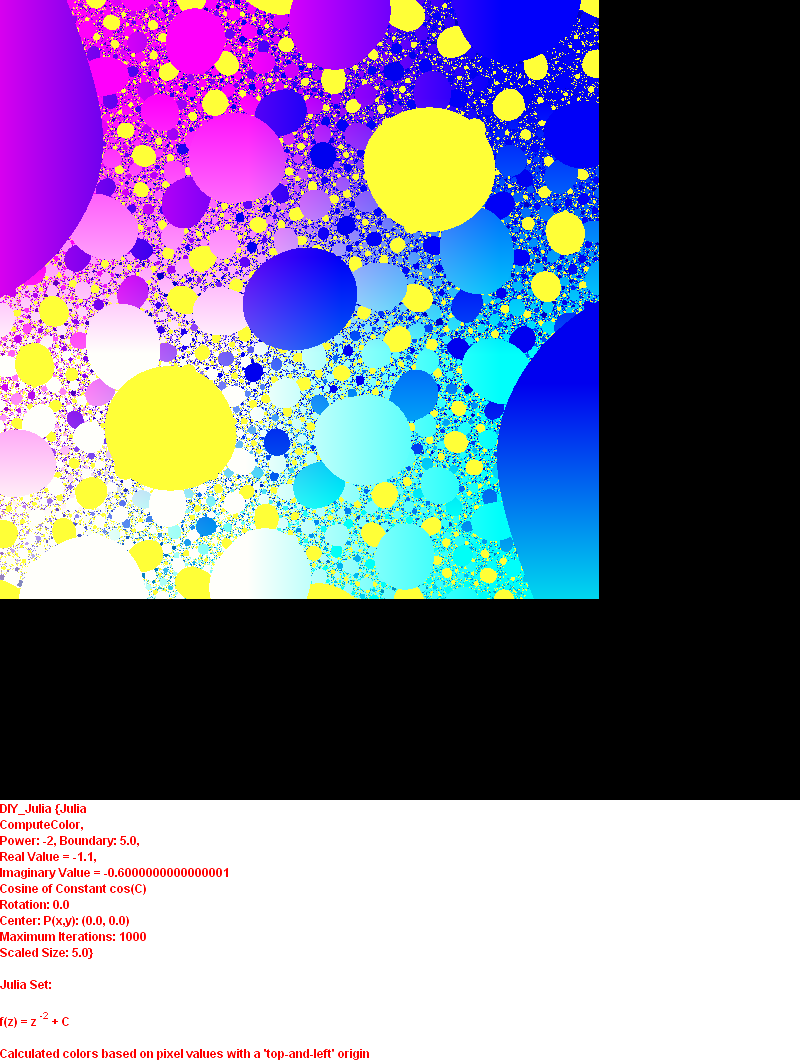 DIY_Julia {Julia
ComputeColor,
Power: -2, Boundary: 5.0,
Real Value = -1.1,
Imaginary Value = -0.6000000000000001
Cosine of Constant cos(C)
Rotation: 0.0
Center: P(x,y): (0.0, 0.0)
Maximum Iterations: 1000
Scaled Size: 5.0}
Julia Set:
f(z) = z -2 + C
Calculated colors based on pixel values with a 'top-and-left' origin